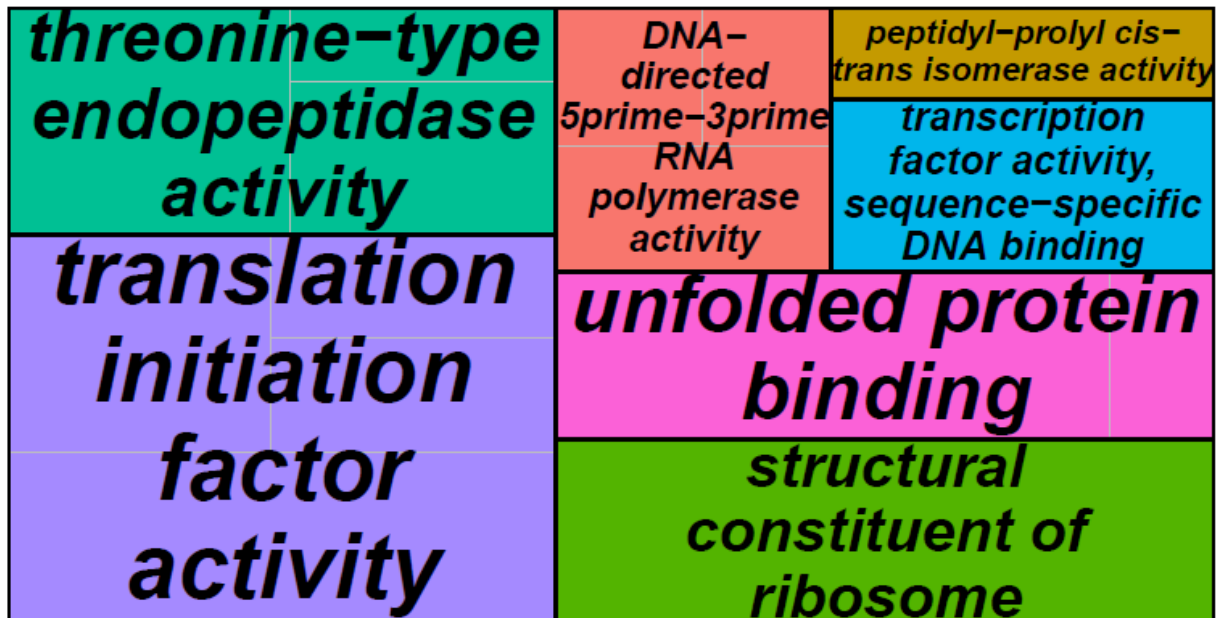 threonine−type
endopeptidase
activity
translation
initiation
factor
activity
DNA−
directed
5prime−3prime
RNA
polymerase
activity
peptidyl−prolyl cis−
trans isomerase activity
transcription
factor activity,
sequence−specific
DNA binding
unfolded protein
binding
structural
constituent of
ribosome